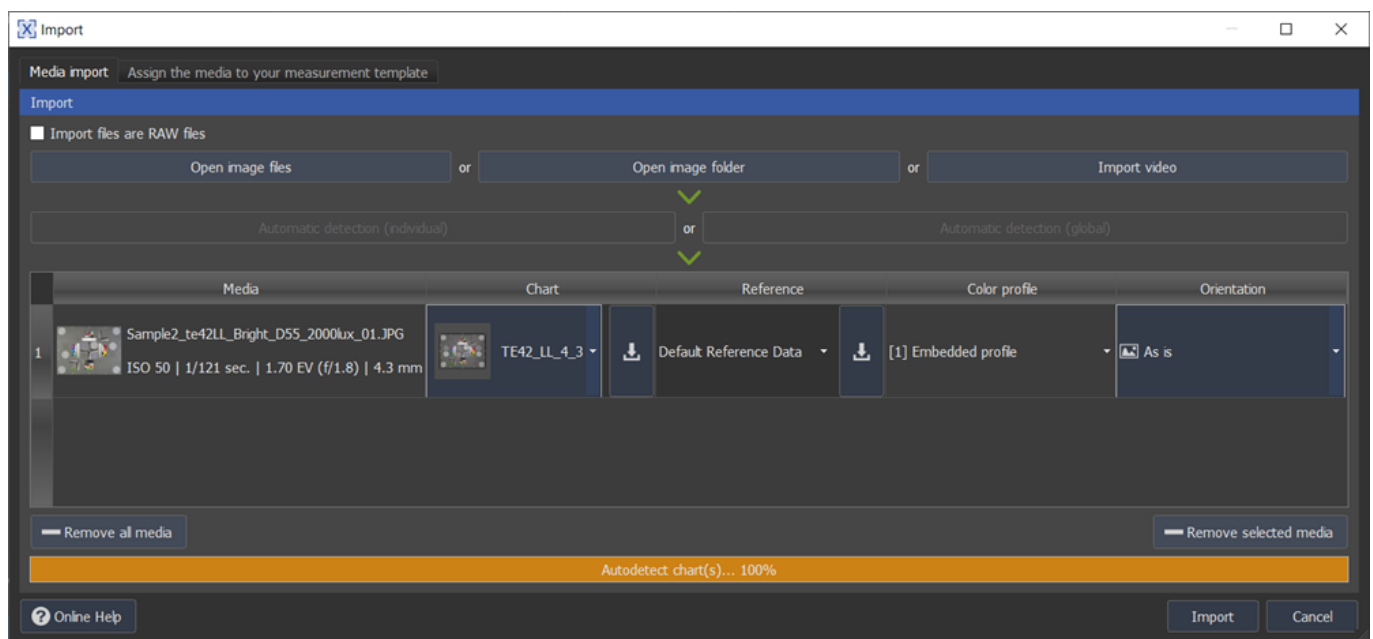 Import
Media import Assign the media to your measurement template
Import
Import files are RAW files
Open image files or Open image folder or Import video
Automatic detection (individual) or Automatic detection (global)
Media Chart Reference Color profile Orientation
1 Sample2_te42LL_Bright_D55_2000lux_01.JPG
ISO 50 | 1/121 sec. | 1.70 EV (f/1.8) | 4.3 mm
TE42_LL_4_3 Default Reference Data [1] Embedded profile As is
Remove all media Remove selected media
Autodetect chart(s)... 100%
? Online Help Import Cancel